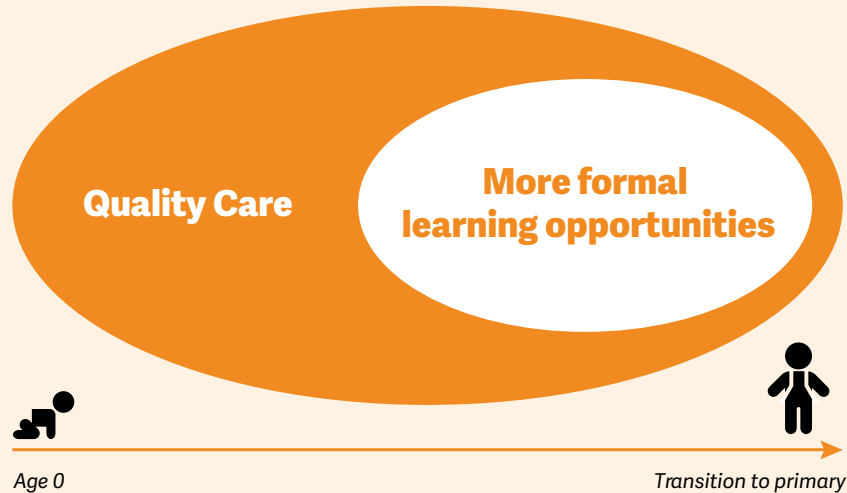 Quality Care
More formal
learning opportunities
Age 0
Transition to primary